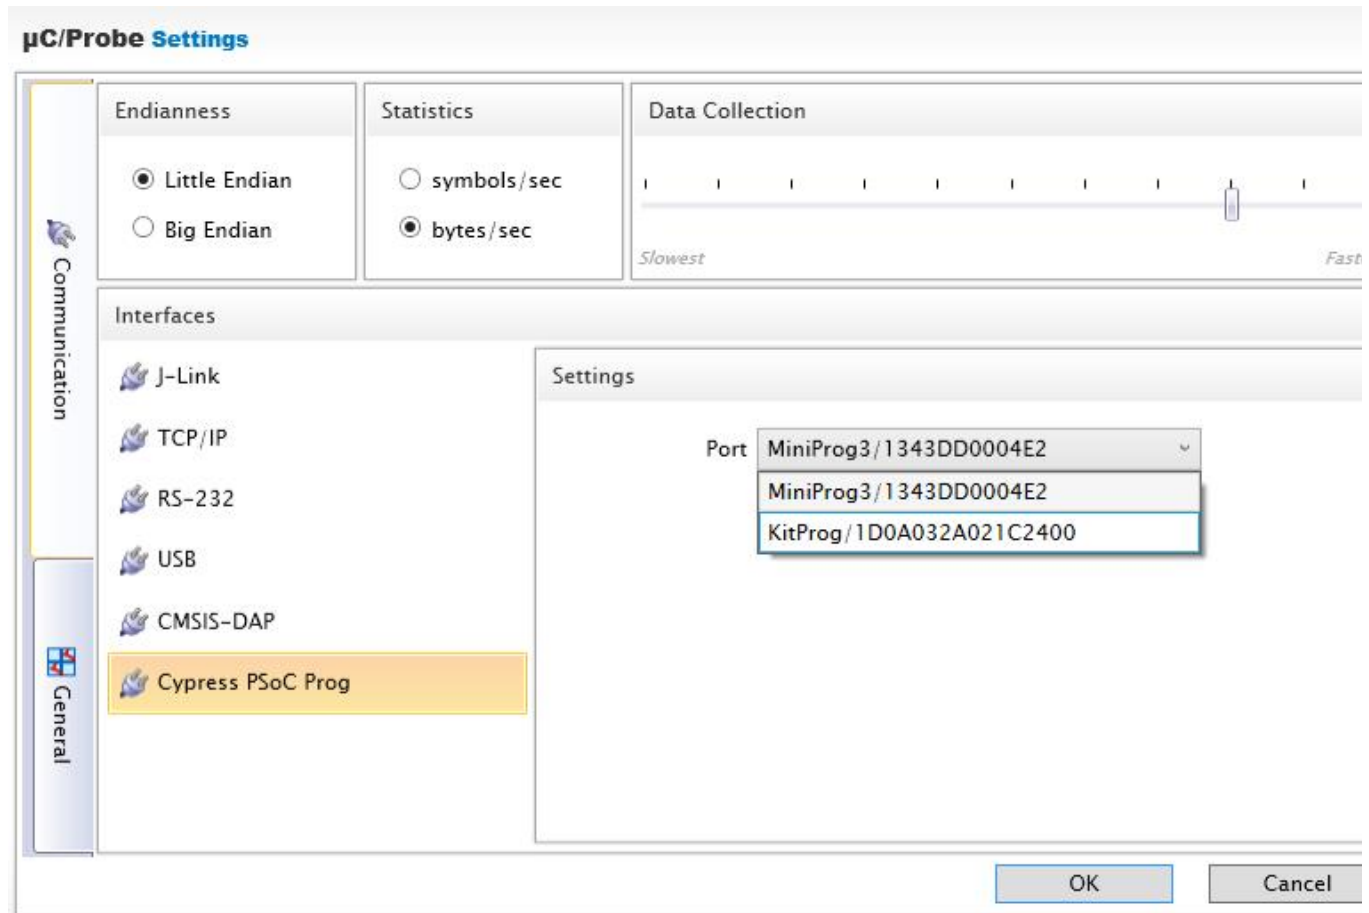 µC/Probe Settings
Endianness
Little Endian
Big Endian
Statistics
symbols/sec
bytes/sec
Data Collection
Slowest
Communication
General
Interfaces
J-Link
TCP/IP
RS-232
USB
CMSIS-DAP
Cypress PSoC Prog
Settings
Port MiniProg3/1343DD0004E2
MiniProg3/1343DD0004E2
KitProg/1D0A032A021C2400
OK
Cancel